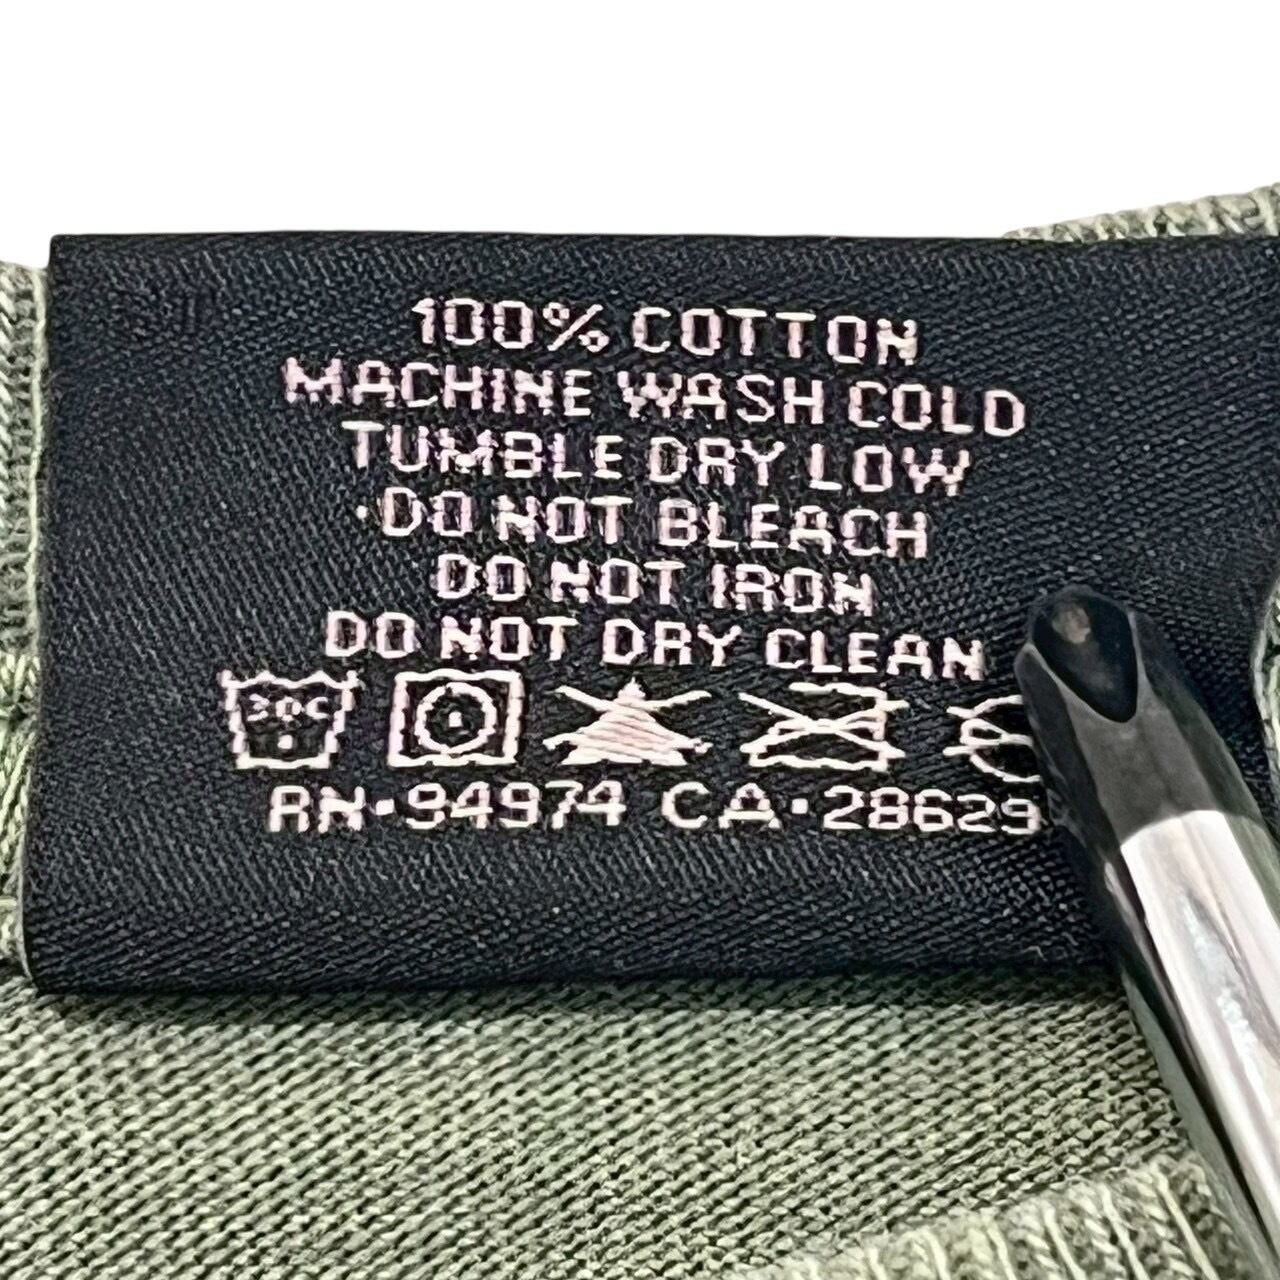 100% COTTON
MACHINE WASH COLD
TUMBLE DRY LOW
DO NOT BLEACH
DO NOT IRON
DO NOT DRY CLEAN
30C
RN·94974 CA·28629